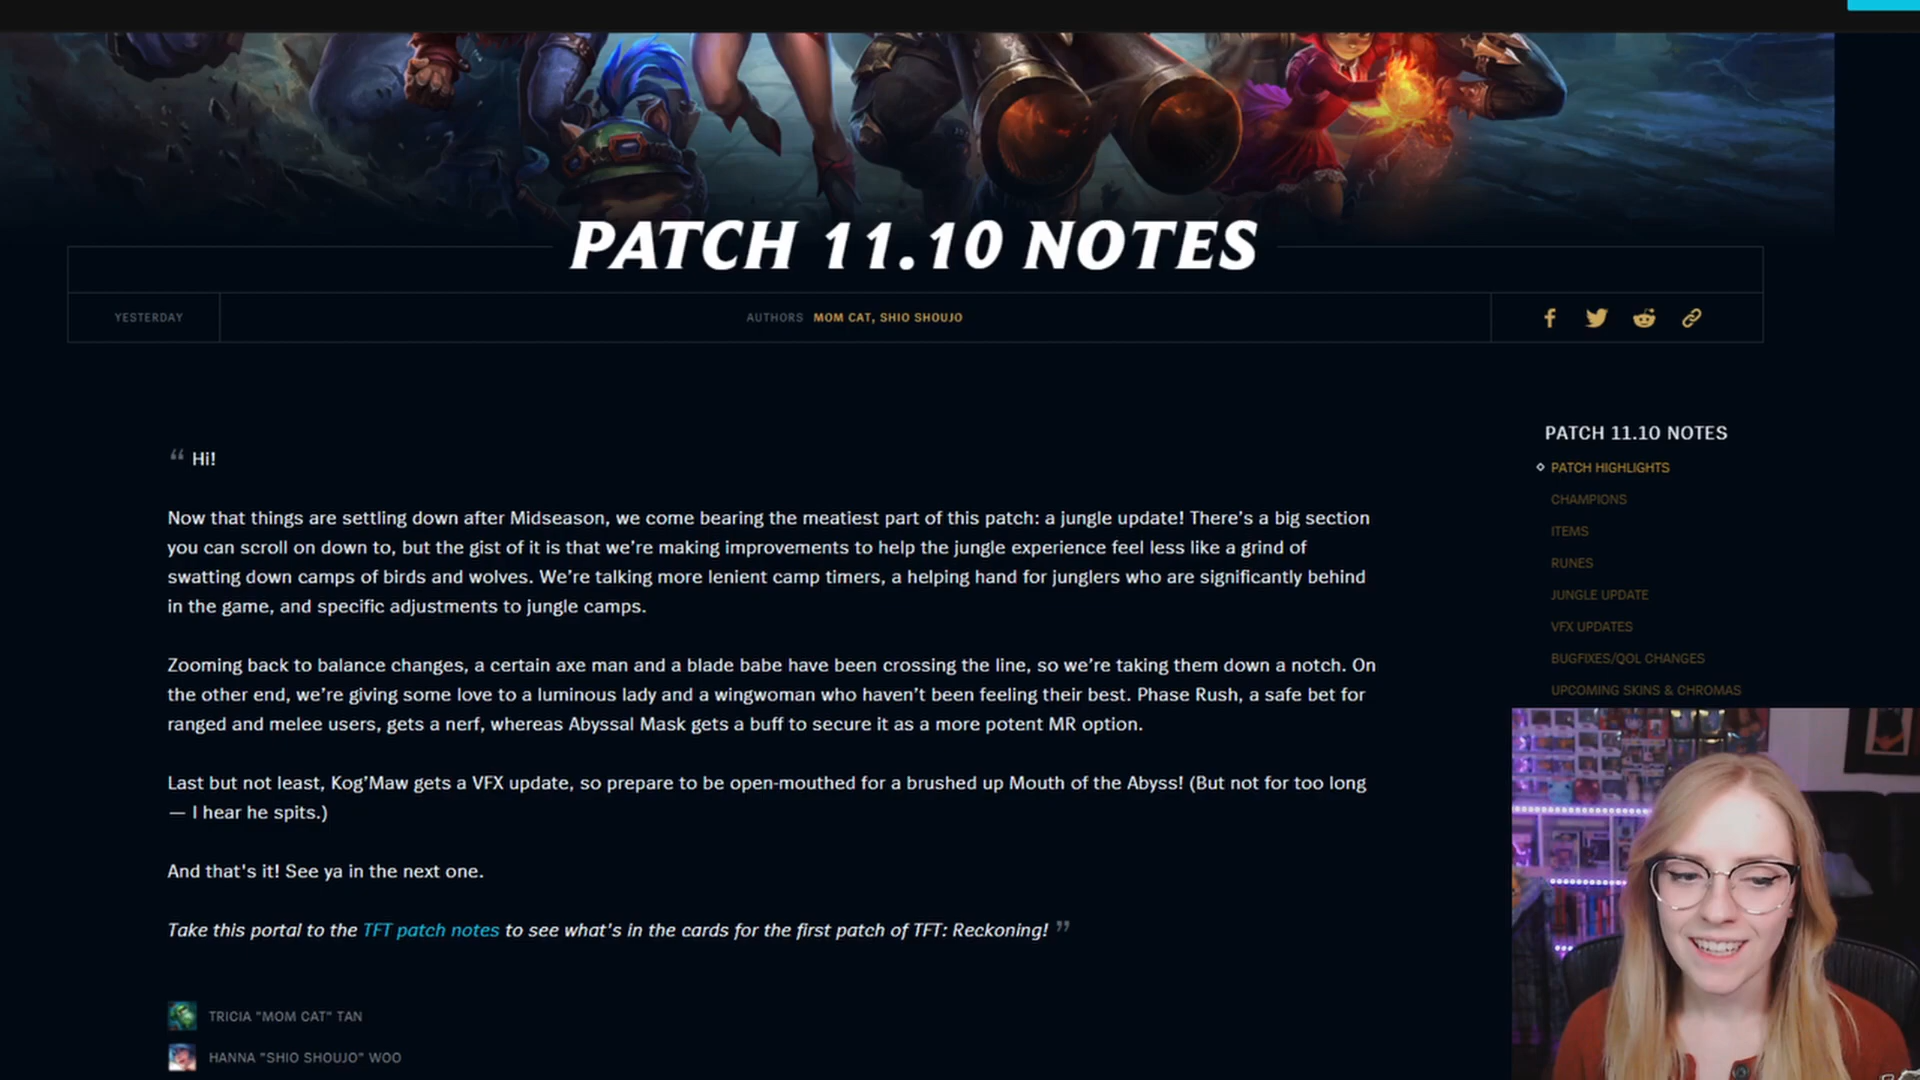 PATCH 11.10 NOTES
YESTERDAY
AUTHORS MOM CAT, SHIO SHOUJO
“ Hi!
Now that things are settling down after Midseason, we come bearing the meatiest part of this patch: a jungle update! There’s a big section
you can scroll on down to, but the gist of it is that we’re making improvements to help the jungle experience feel less like a grind of
swatting down camps of birds and wolves. We’re talking more lenient camp timers, a helping hand for junglers who are significantly behind
in the game, and specific adjustments to jungle camps.
Zooming back to balance changes, a certain axe man and a blade babe have been crossing the line, so we’re taking them down a notch. On
the other end, we’re giving some love to a luminous lady and a wingwoman who haven’t been feeling their best. Phase Rush, a safe bet for
ranged and melee users, gets a nerf, whereas Abyssal Mask gets a buff to secure it as a more potent MR option.
Last but not least, Kog’Maw gets a VFX update, so prepare to be open-mouthed for a brushed up Mouth of the Abyss! (But not for too long
— I hear he spits.)
And that's it! See ya in the next one.
Take this portal to the TFT patch notes to see what's in the cards for the first patch of TFT: Reckoning! ”
TRICIA "MOM CAT" TAN
HANNA "SHIO SHOUJO" WOO
PATCH 11.10 NOTES
PATCH HIGHLIGHTS
CHAMPIONS
ITEMS
RUNES
JUNGLE UPDATE
VFX UPDATES
BUGFIXES/QOL CHANGES
UPCOMING SKINS & CHROMAS